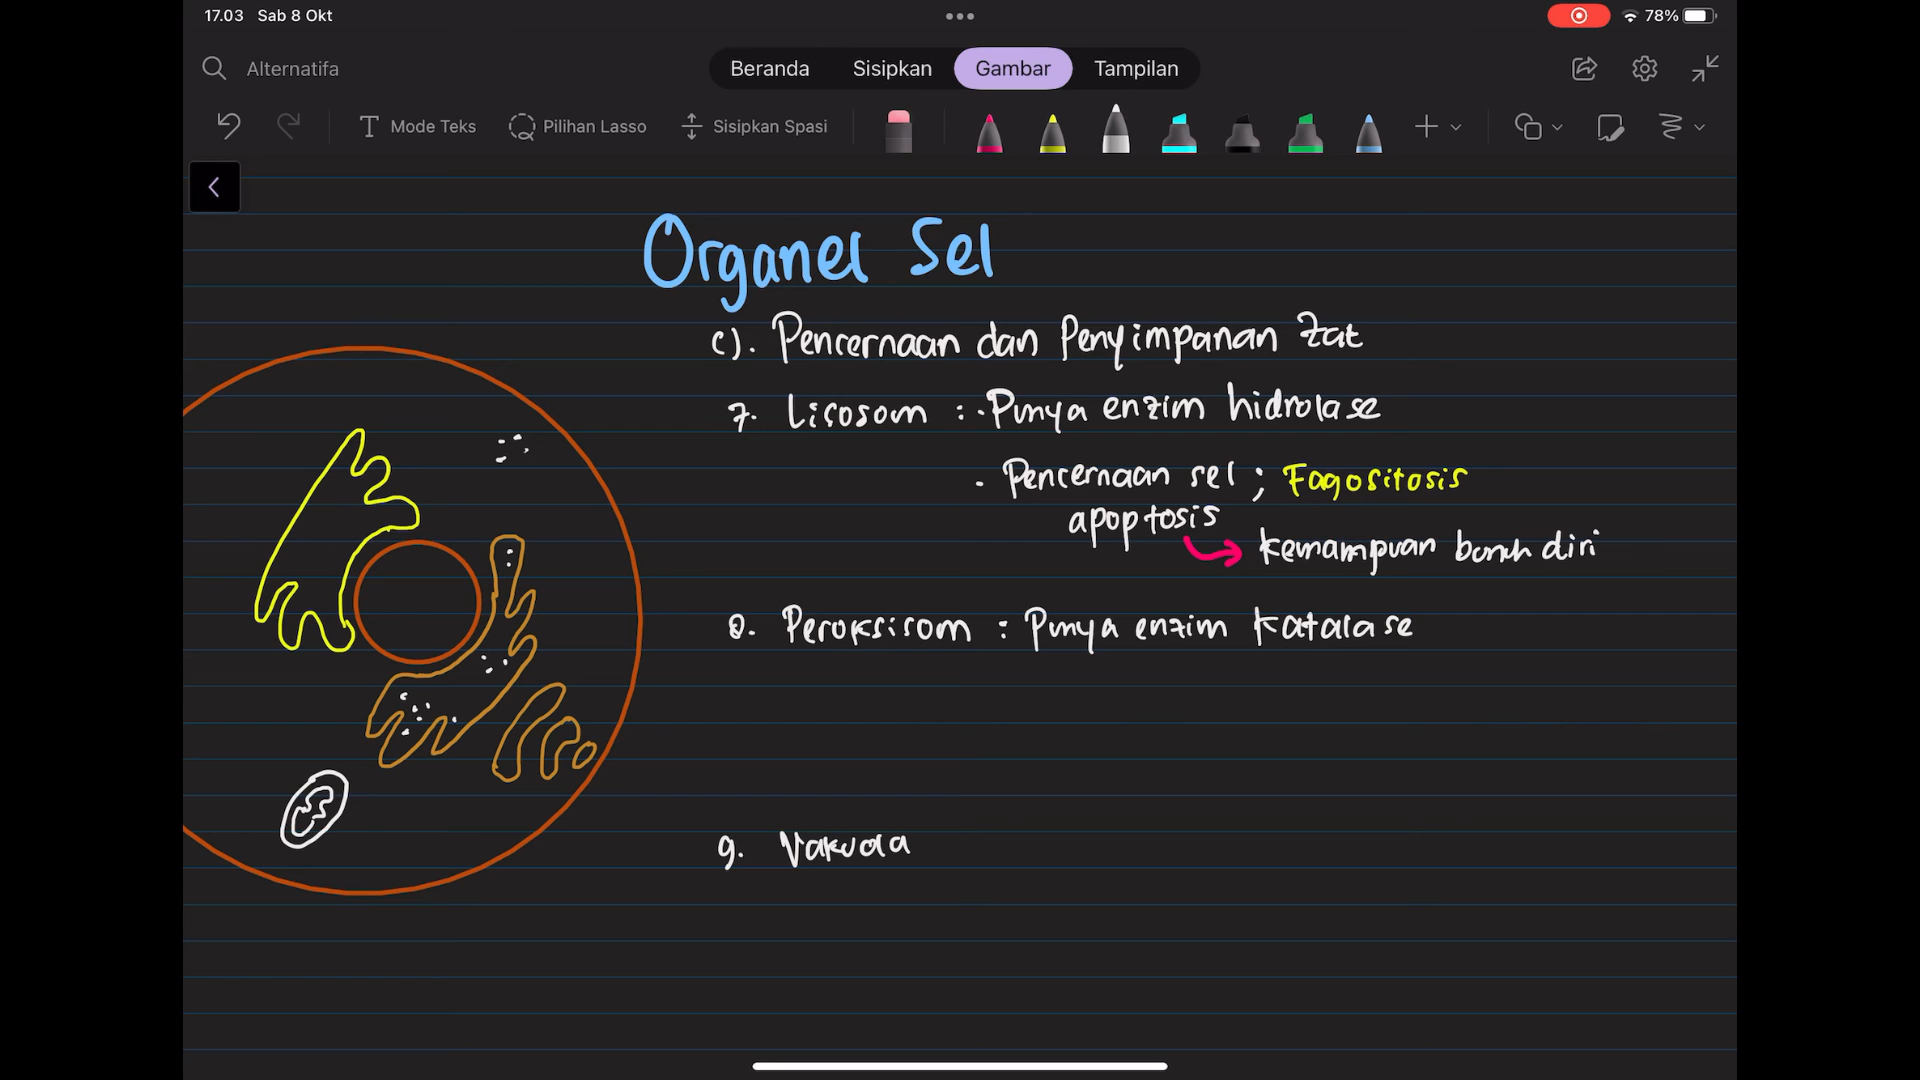 17.03 Sab 8 Okt
78%
Alternatifa
Beranda Sisipkan Gambar Tampilan
Mode Teks Pilihan Lasso Sisipkan Spasi
Organel Sel
c). Pencernaan dan Penyimpanan Zat
7. Lisosom : · Punya enzim hidrolase
· Pencernaan sel ; Fagositosis
apoptosis
kemampuan bunuh diri
8. Peroksisom : Punya enzim katalase
9. Vakuola